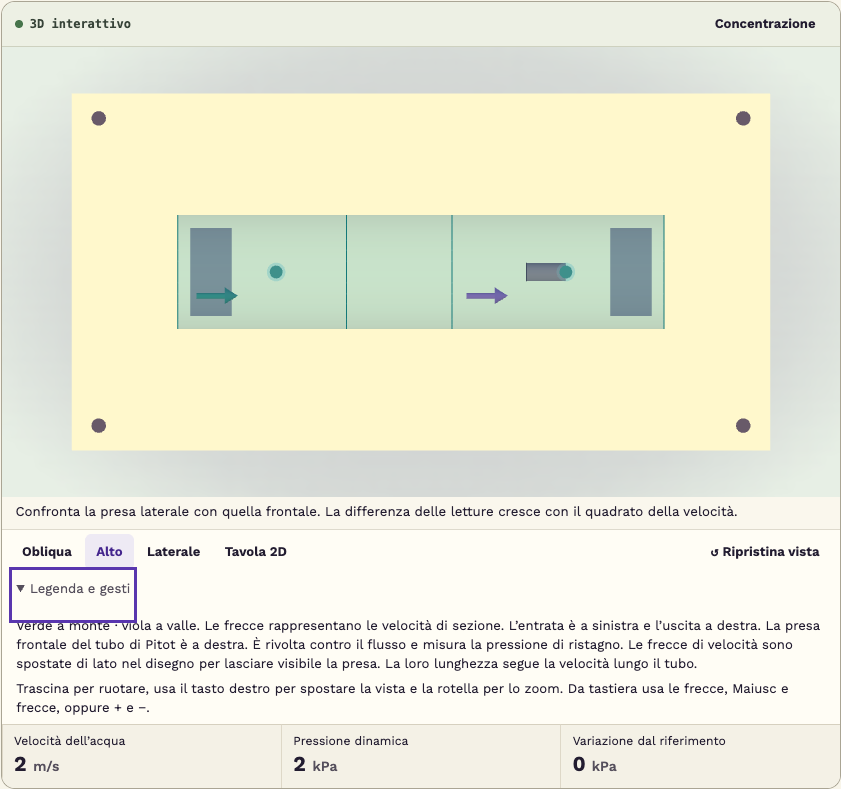 3D interattivo
Concentrazione
Confronta la presa laterale con quella frontale. La differenza delle letture cresce con il quadrato della velocità.
Obliqua
Alto
Laterale
Tavola 2D
↺ Ripristina vista
▼ Legenda e gesti
Verde a monte · viola a valle. Le frecce rappresentano le velocità di sezione. L’entrata è a sinistra e l’uscita a destra. La presa
frontale del tubo di Pitot è a destra. È rivolta contro il flusso e misura la pressione di ristagno. Le frecce di velocità sono
spostate di lato nel disegno per lasciare visibile la presa. La loro lunghezza segue la velocità lungo il tubo.
Trascina per ruotare, usa il tasto destro per spostare la vista e la rotella per lo zoom. Da tastiera usa le frecce, Maiusc e
frecce, oppure + e −.
Velocità dell’acqua
2 m/s
Pressione dinamica
2 kPa
Variazione dal riferimento
0 kPa